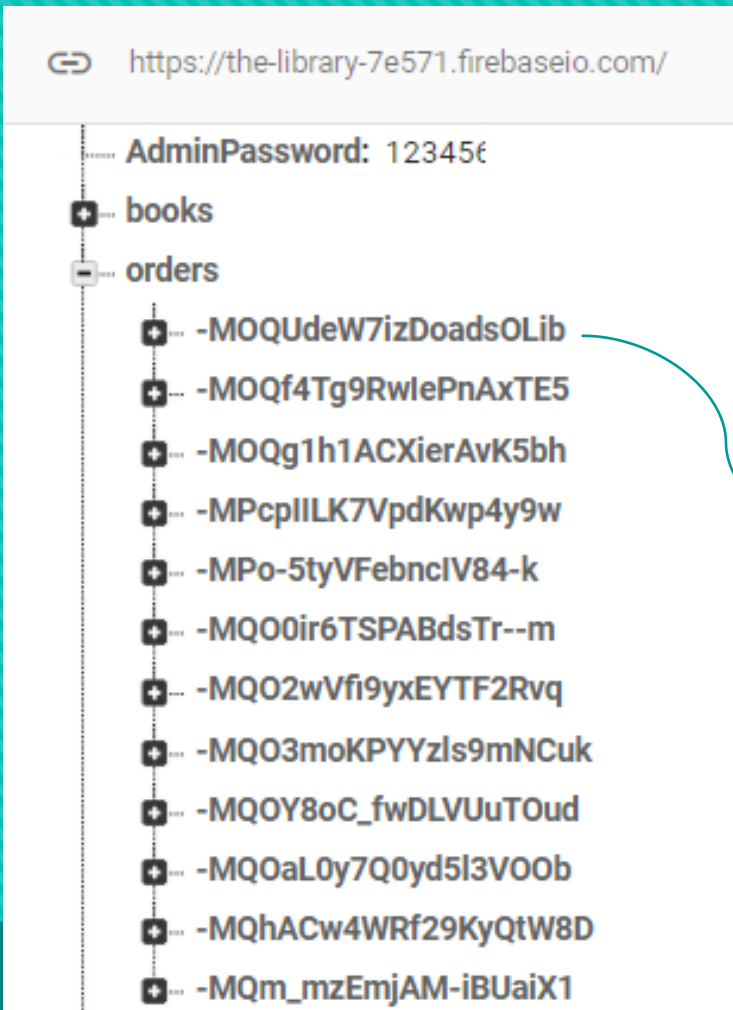 https://the-library-7e571.firebaseio.com/
AdminPassword: 123456
books
orders
-MOQUdeW7izDoadsOLib
-MOQf4Tg9RwIePnAxTE5
-MOQg1h1ACXierAvK5bh
-MPcpIILK7VpdKwp4y9w
-MPo-5tyVFebncIV84-k
-MQO0ir6TSPABdsTr--m
-MQO2wVfi9yxEYTF2Rvq
-MQO3moKPYYzls9mNCuk
-MQOY8oC_fwDLVUuTOud
-MQOaL0y7Q0yd5l3VOOb
-MQhACw4WRf29KyQtW8D
-MQm_mzEmjAM-iBUaiX1